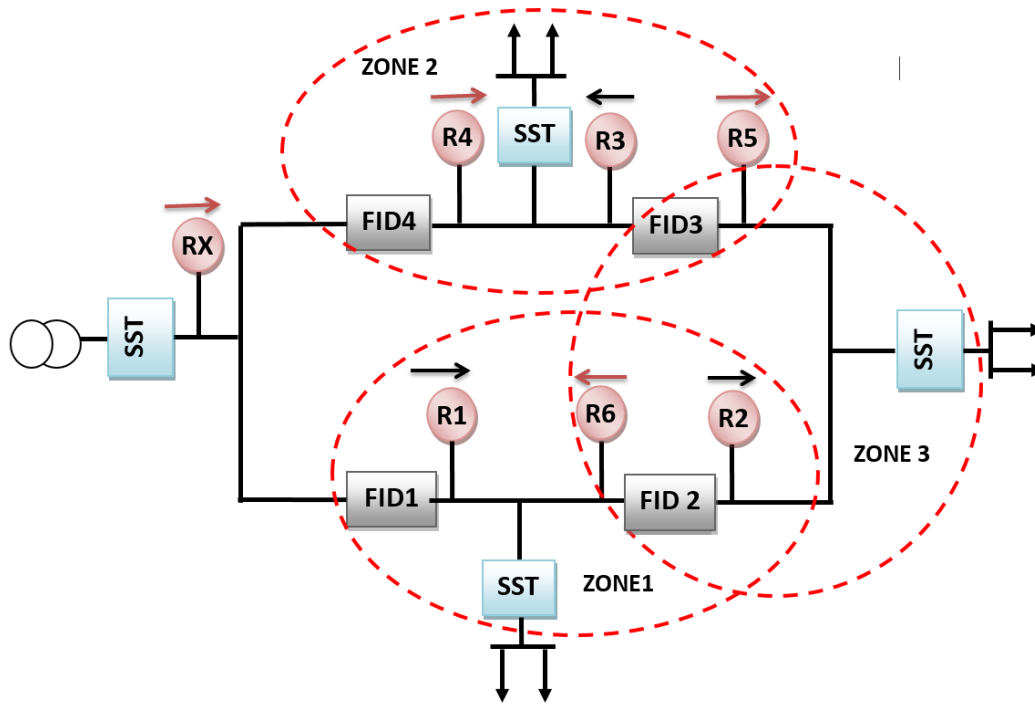 ZONE 2
R4
SST
R3
R5
FID4
FID3
RX
SST
SST
R1
R6
R2
ZONE 3
FID1
FID 2
SST
ZONE1